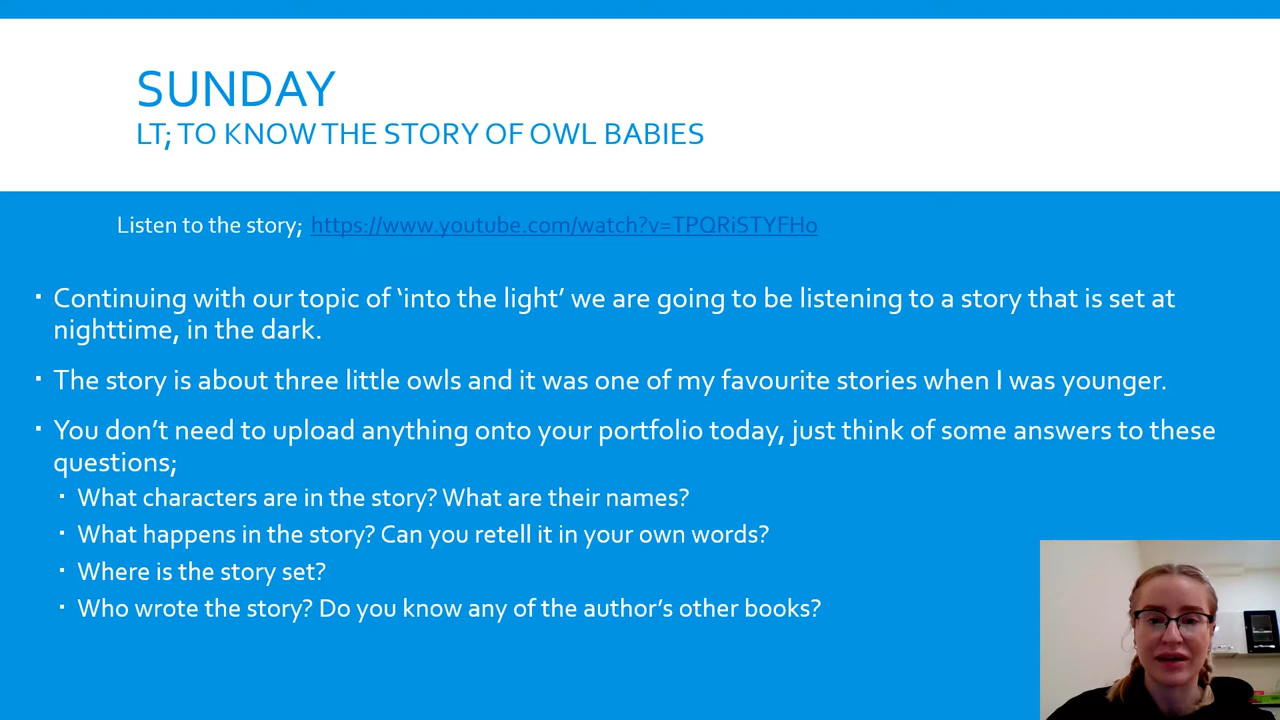 SUNDAY
LT; TO KNOW THE STORY OF OWL BABIES
Listen to the story; https://www.youtube.com/watch?v=TPQRiSTYFHo
▪ Continuing with our topic of ‘into the light’ we are going to be listening to a story that is set at
nighttime, in the dark.
▪ The story is about three little owls and it was one of my favourite stories when I was younger.
▪ You don’t need to upload anything onto your portfolio today, just think of some answers to these
questions;
▪ What characters are in the story? What are their names?
▪ What happens in the story? Can you retell it in your own words?
▪ Where is the story set?
▪ Who wrote the story? Do you know any of the author’s other books?